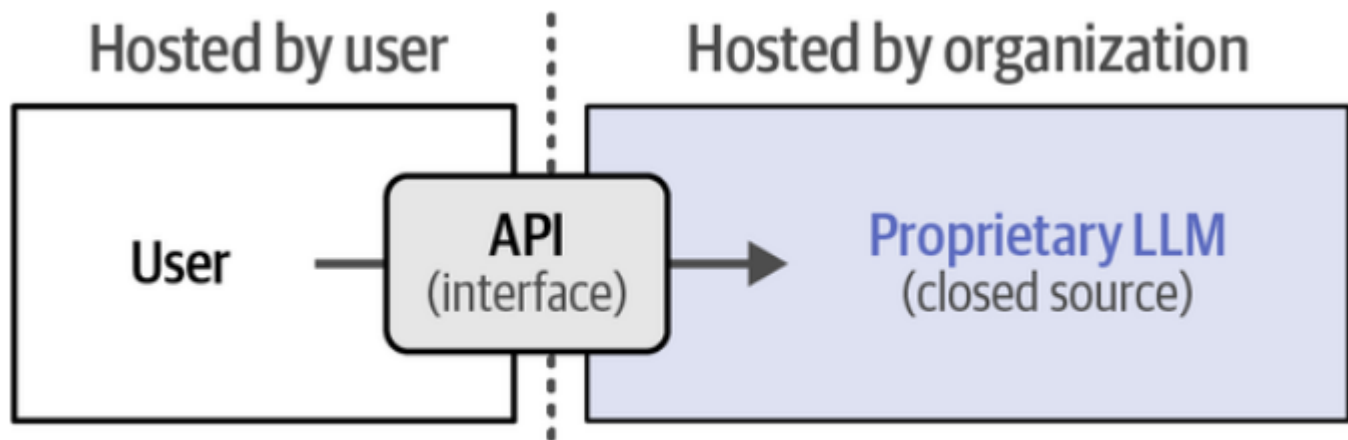 Hosted by user
Hosted by organization
User
API
(interface)
Proprietary LLM
(closed source)